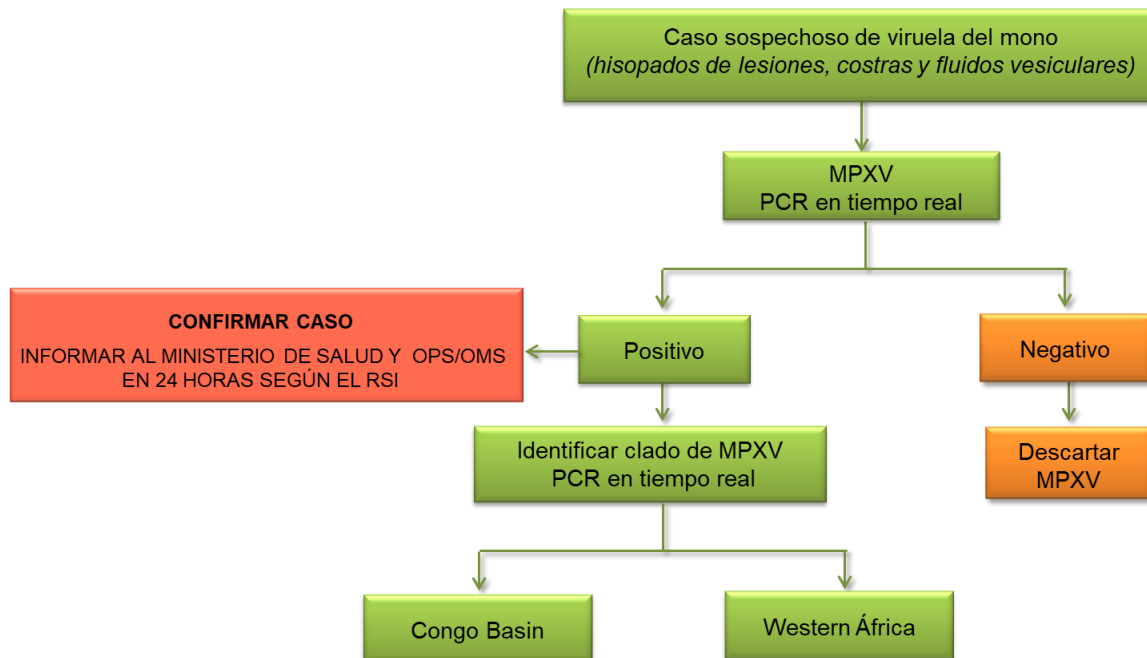 Caso sospechoso de viruela del mono
(hisopados de lesiones, costras y fluidos vesiculares)
MPXV
PCR en tiempo real
CONFIRMAR CASO
INFORMAR AL MINISTERIO DE SALUD Y OPS/OMS
EN 24 HORAS SEGÚN EL RSI
Positivo
Negativo
Identificar clado de MPXV
PCR en tiempo real
Descartar
MPXV
Congo Basin
Western África